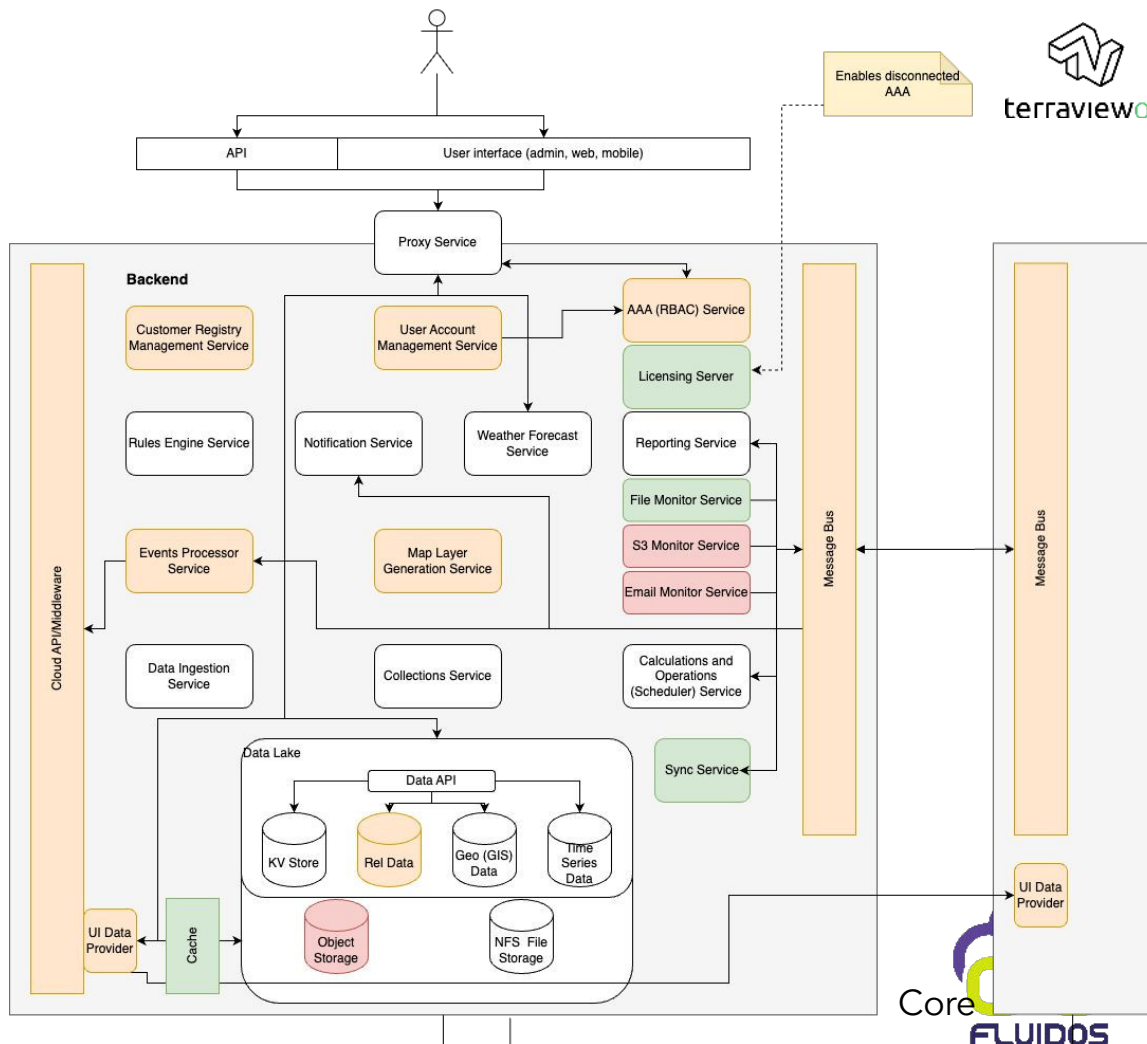 Enables disconnected
AAA
terraviewo
API
User interface (admin, web, mobile)
Proxy Service
Backend
Customer Registry
Management Service
User Account
Management Service
AAA (RBAC) Service
Licensing Server
Rules Engine Service
Notification Service
Weather Forecast
Service
Reporting Service
File Monitor Service
S3 Monitor Service
Email Monitor Service
Events Processor
Service
Map Layer
Generation Service
Cloud API/Middleware
Message Bus
Message Bus
Data Ingestion
Service
Collections Service
Calculations and
Operations
(Scheduler) Service
Sync Service
Data Lake
Data API
KV Store
Rel Data
Geo (GIS)
Data
Time
Series
Data
UI Data
Provider
Cache
Object
Storage
NFS File
Storage
UI Data
Provider
Core
FLUIDOS